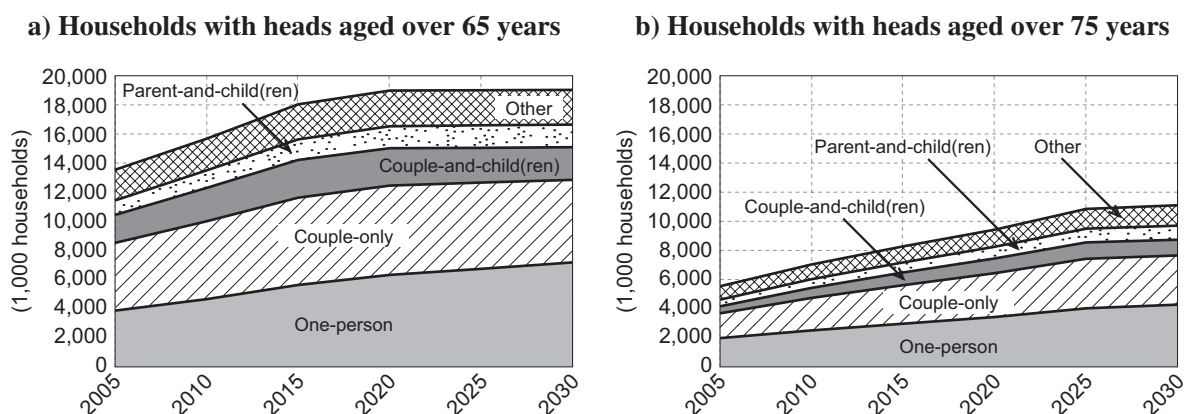 a) Households with heads aged over 65 years
(1,000 households)
20,000
18,000
16,000
14,000
12,000
10,000
8,000
6,000
4,000
2,000
0
Parent-and-child(ren)
Other
Couple-and-child(ren)
Couple-only
One-person
2005
2010
2015
2020
2025
2030
b) Households with heads aged over 75 years
(1,000 households)
20,000
18,000
16,000
14,000
12,000
10,000
8,000
6,000
4,000
2,000
0
Parent-and-child(ren)
Other
Couple-and-child(ren)
Couple-only
One-person
2005
2010
2015
2020
2025
2030